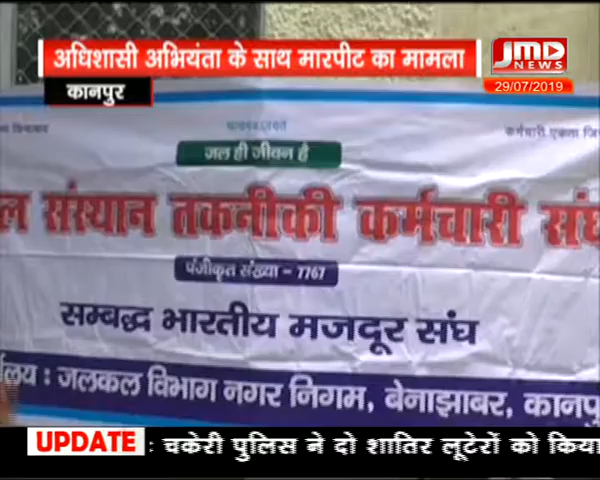 अधिशासी अभियंता के साथ मारपीट का मामला
JMD
NEWS
कानपुर
29/07/2019
जल ही जीवन है
ल संस्थान तकनीकी कर्मचारी संघ
पंजीकृत संख्या - 7767
सम्बद्ध भारतीय मजदूर संघ
र्यालय : जलकल विभाग नगर निगम, बेनाझाबर, कानपु
UPDATE : चकेरी पुलिस ने दो शातिर लूटेरों को किया